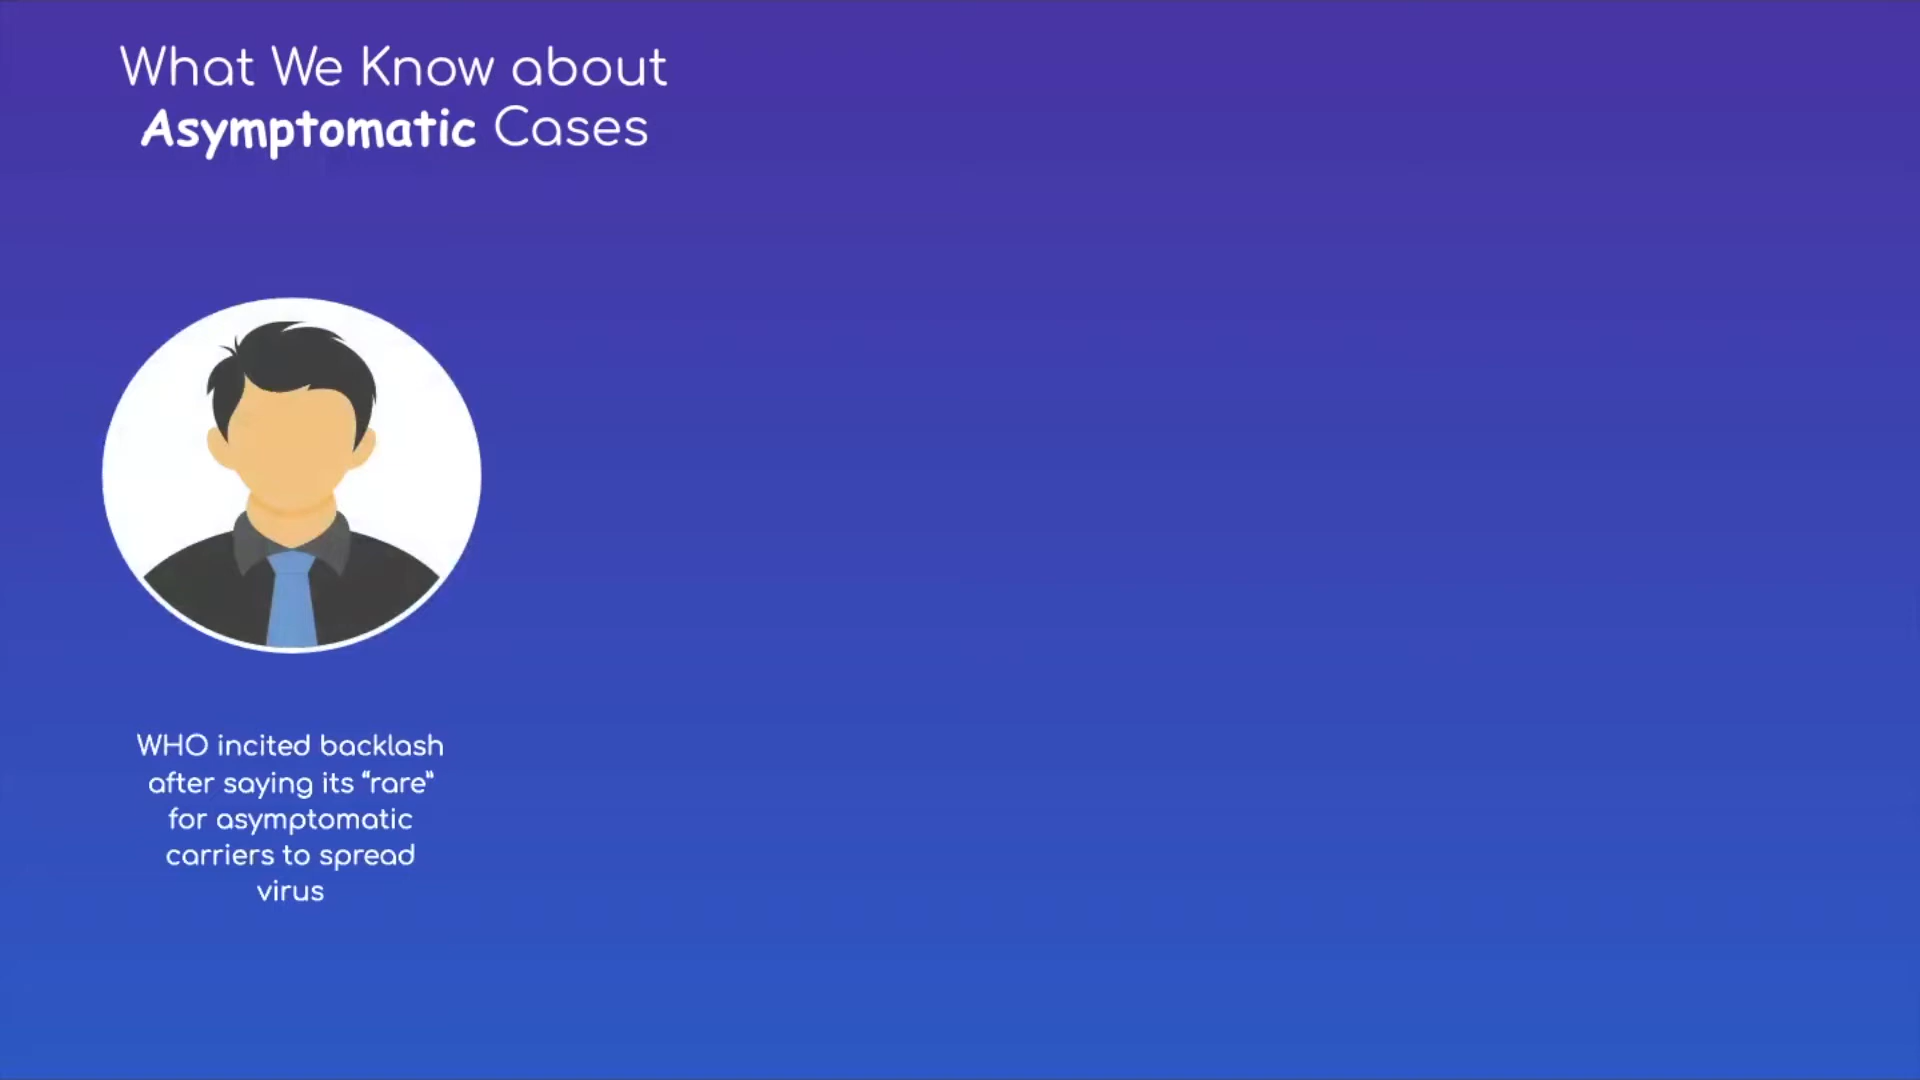 What We Know about
Asymptomatic Cases
WHO incited backlash
after saying its “rare”
for asymptomatic
carriers to spread
virus